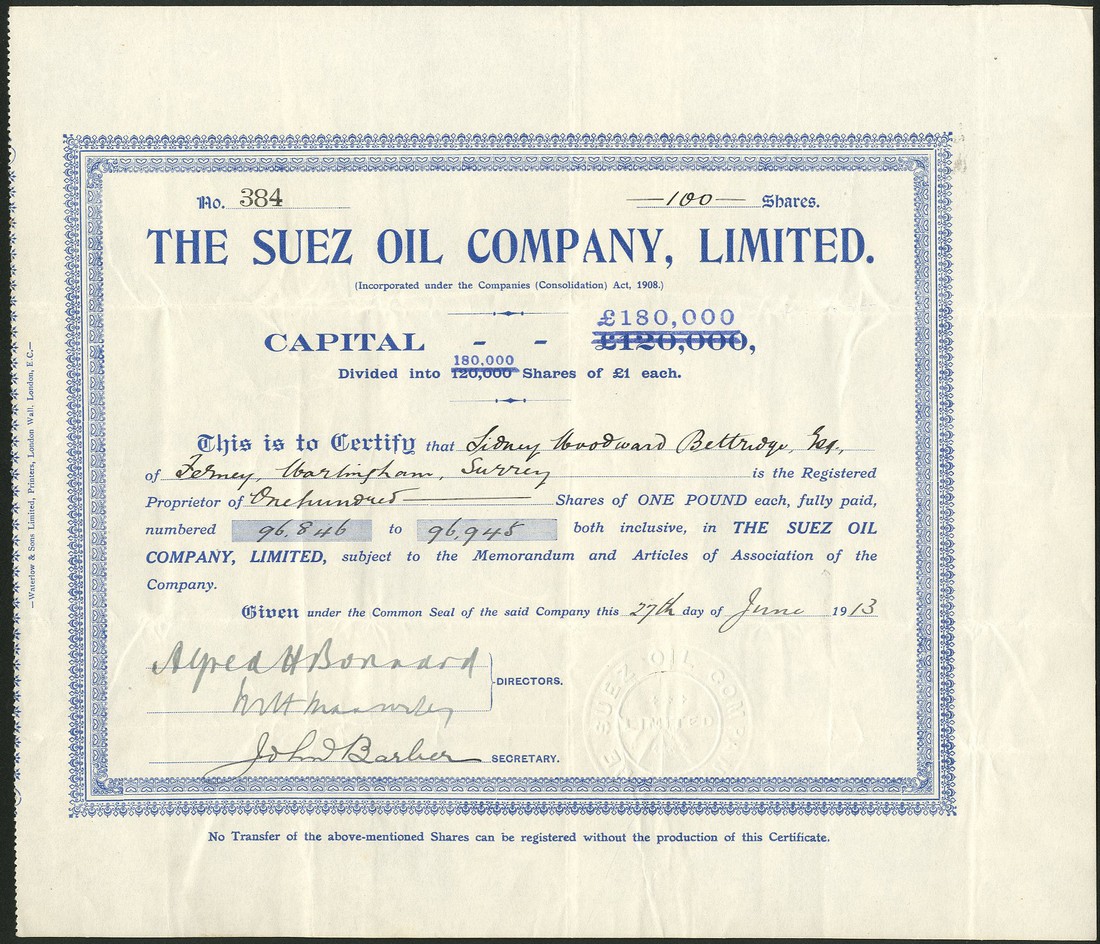 No. 384 —100— Shares.
THE SUEZ OIL COMPANY, LIMITED.
(Incorporated under the Companies (Consolidation) Act, 1908.)
£180,000
CAPITAL - - £120,000,
180,000
Divided into 120,000 Shares of £1 each.
This is to Certify that Sidney Woodward Bettridge, Esq.,
of Ferney, Warlingham, Surrey is the Registered
Proprietor of One hundred Shares of ONE POUND each, fully paid,
numbered 96,846 to 96,945 both inclusive, in THE SUEZ OIL
COMPANY, LIMITED, subject to the Memorandum and Articles of Association of the
Company.
Given under the Common Seal of the said Company this 27th day of June 1913
Alfred H Bonnard
DIRECTORS.
John Barber SECRETARY.
SUEZ OIL COMPANY
LIMITED
No Transfer of the above-mentioned Shares can be registered without the production of this Certificate.
—Waterlow & Sons Limited, Printers, London Wall, London, E.C.—